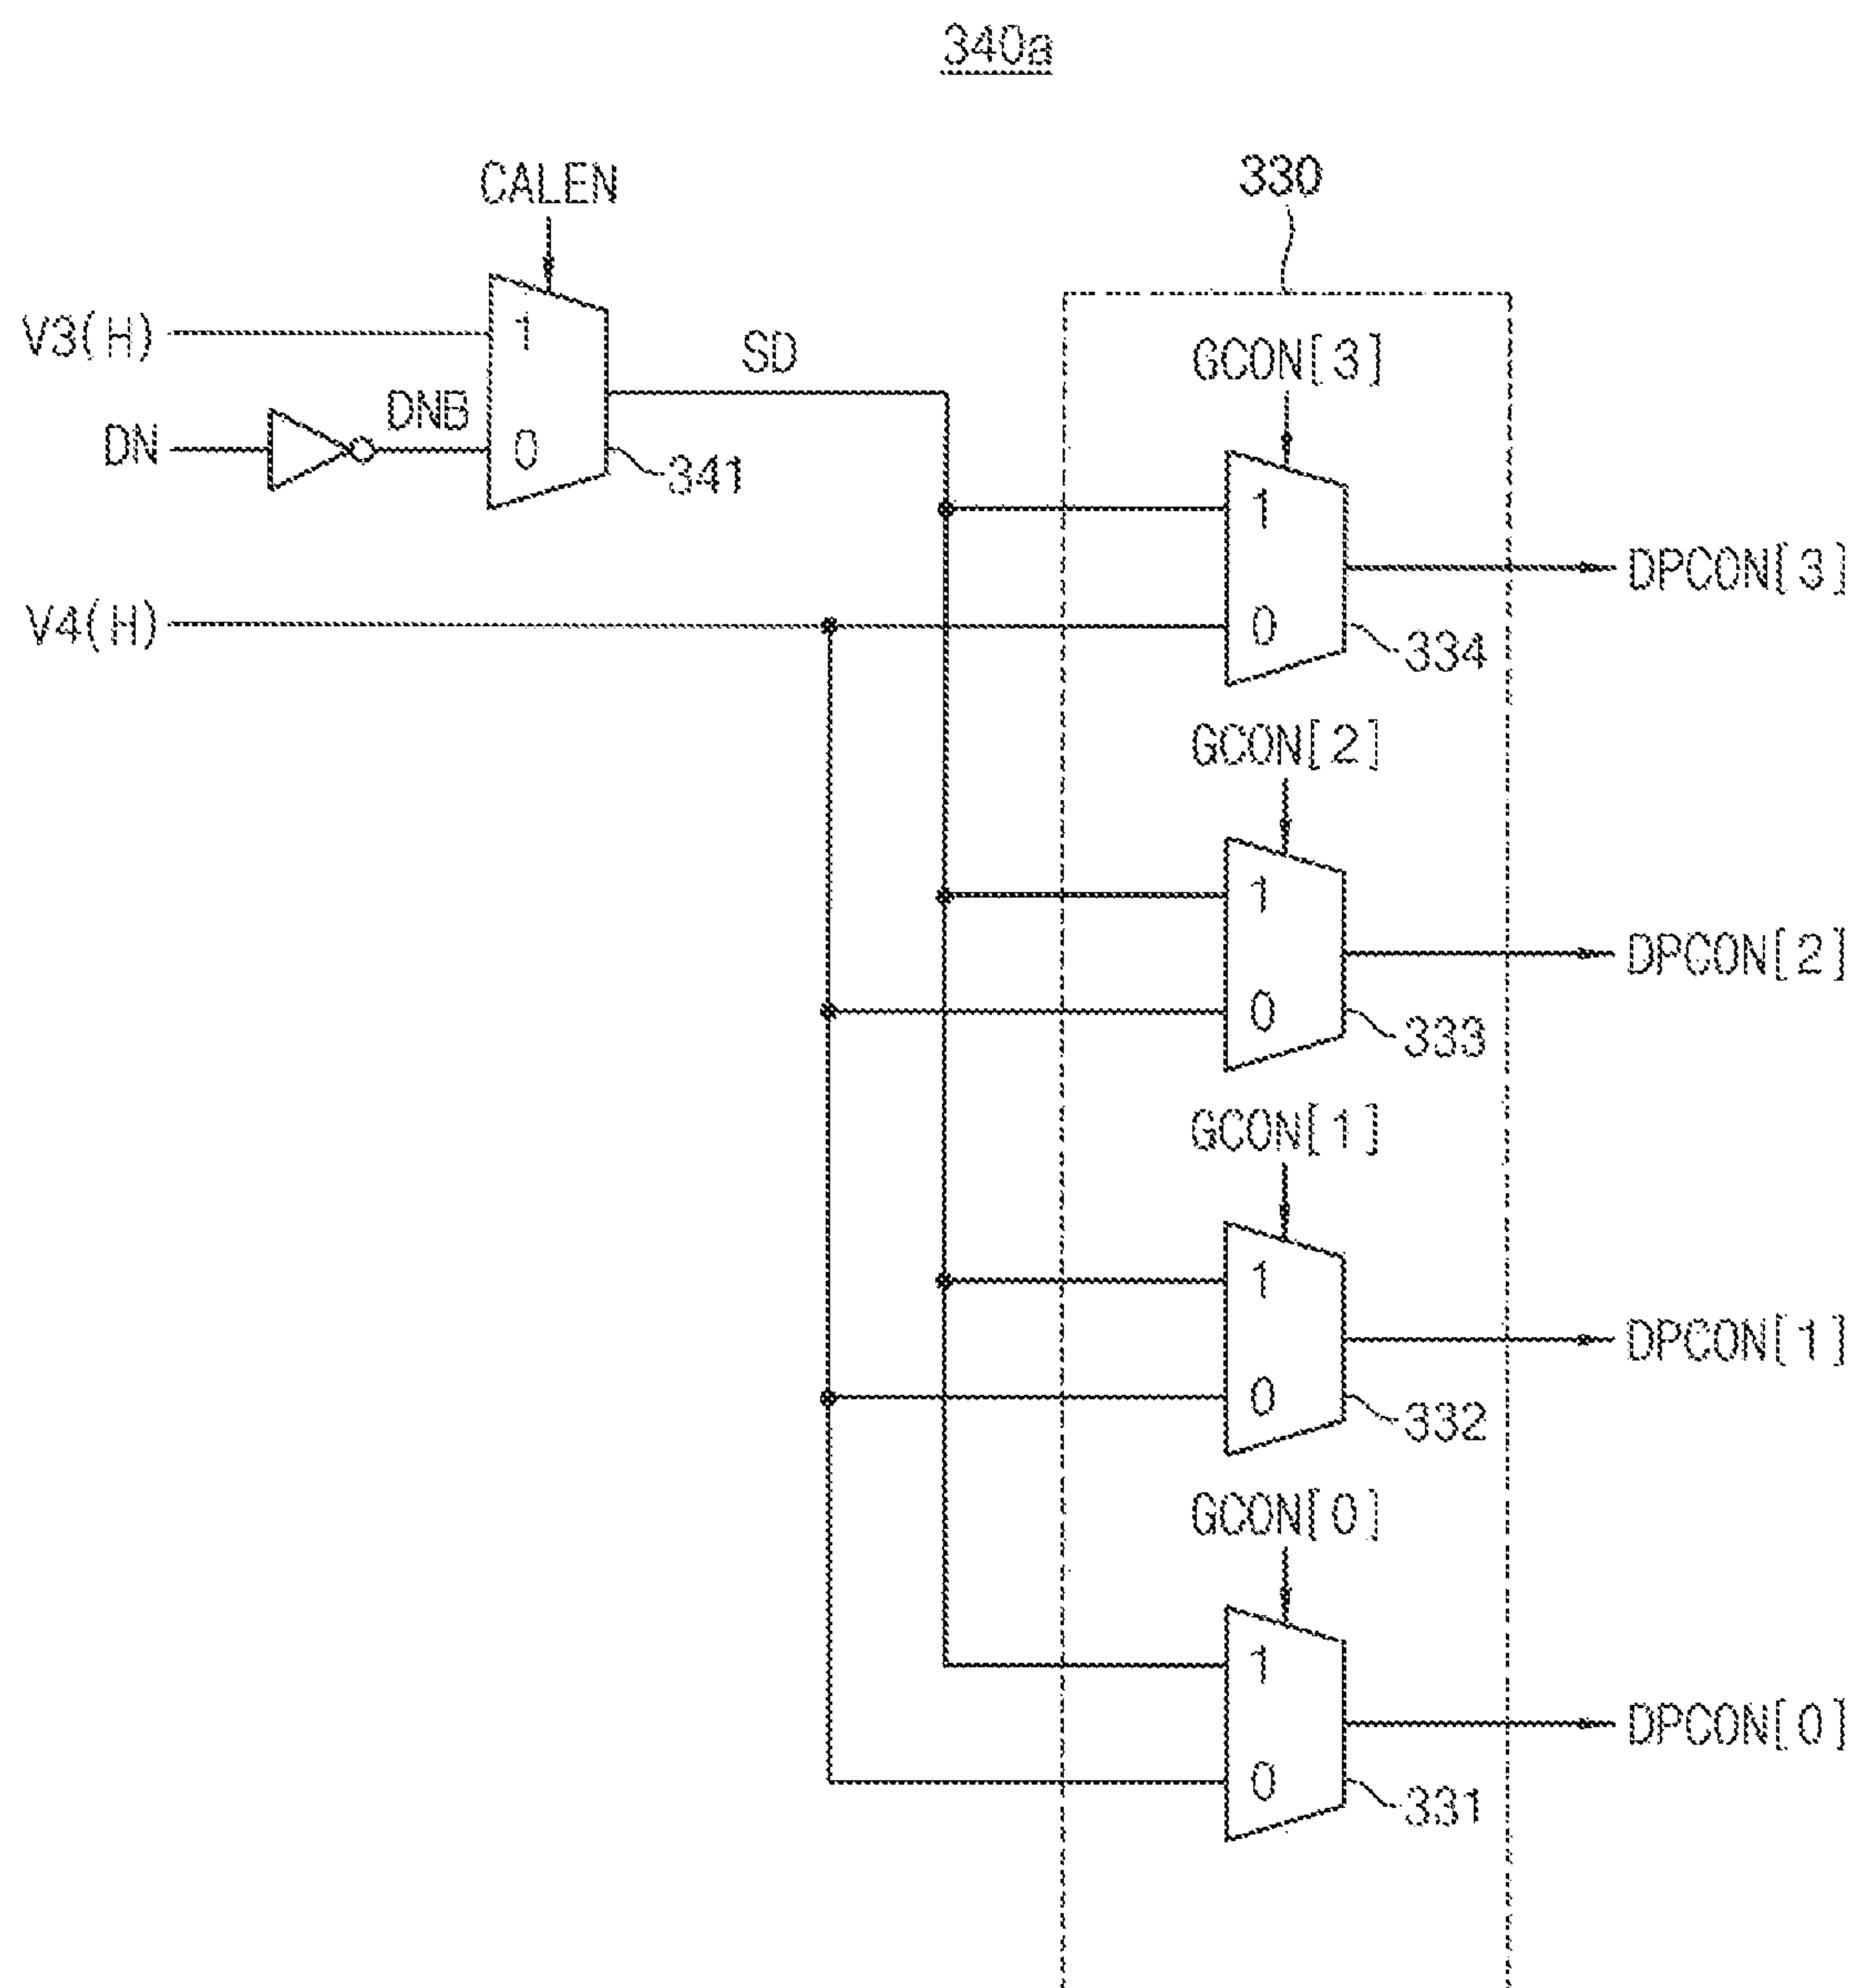 340a
CALEN
330
V3(H)
1
SD
GCON[3]
DNB
DN
0
341
1
DPCON[3]
V4(H)
0
334
GCON[2]
1
DPCON[2]
0
333
GCON[1]
1
DPCON[1]
0
332
GCON[0]
1
DPCON[0]
0
331